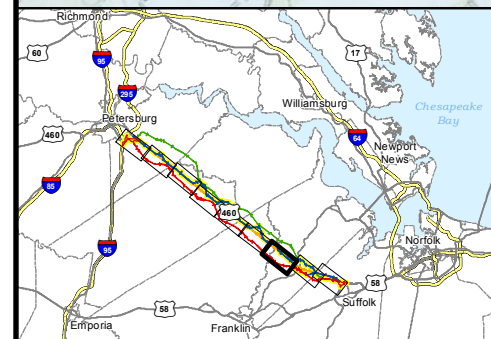 Richmond
60
95
17
295
Williamsburg
Chesapeake
Bay
Petersburg
460
64
Newport
News
85
460
95
Norfolk
58
Suffolk
58
Emporia
Franklin